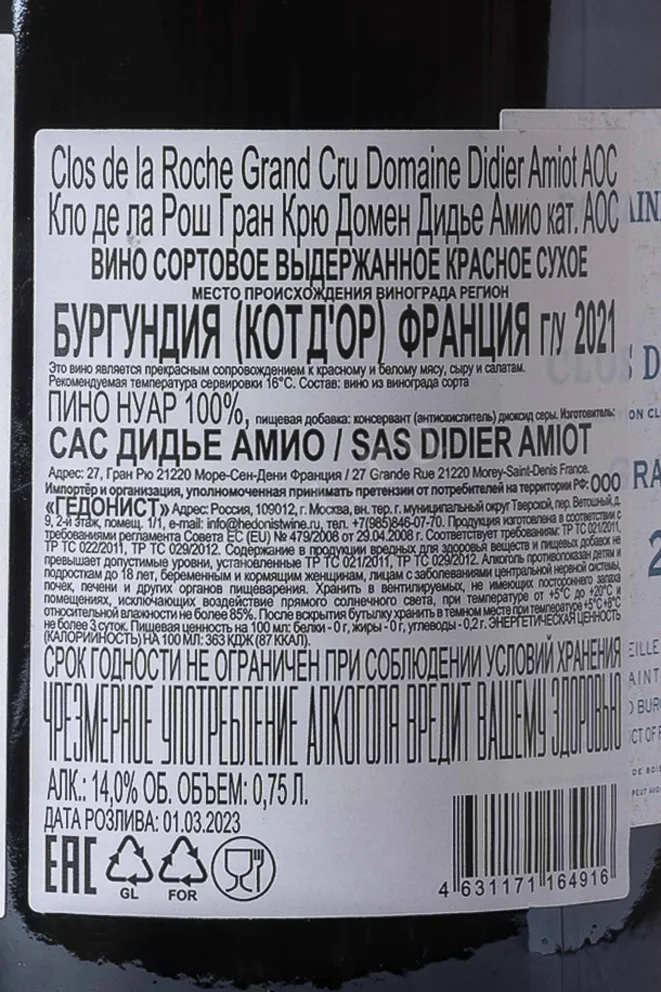 Clos de la Roche Grand Cru Domaine Didier Amiot AOC
Кло де ла Рош Гран Крю Домен Дидье Амио кат. АОС
ВИНО СОРТОВОЕ ВЫДЕРЖАННОЕ КРАСНОЕ СУХОЕ
МЕСТО ПРОИСХОЖДЕНИЯ ВИНОГРАДА РЕГИОН
БУРГУНДИЯ (КОТ Д'ОР) ФРАНЦИЯ г/у 2021
Это вино является прекрасным сопровождением к красному и белому мясу, сыру и салатам.
Рекомендуемая температура сервировки 16°C. Состав: вино из винограда сорта
ПИНО НУАР 100%, пищевая добавка: консервант (антиокислитель) диоксид серы. Изготовитель:
САС ДИДЬЕ АМИО / SAS DIDIER AMIOT
Адрес: 27, Гран Рю 21220 Море-Сен-Дени Франция / 27 Grande Rue 21220 Morey-Saint-Denis France.
Импортёр и организация, уполномоченная принимать претензии от потребителей на территории РФ: ООО
«ГЕДОНИСТ» Адрес: Россия, 109012, г. Москва, вн. тер. г. муниципальный округ Тверской, пер. Ветошный, д.
9, 2-й этаж, помещ. 1/1, e-mail: info@hedonistwine.ru, тел. +7(985)846-07-70. Продукция изготовлена в соответствии с
требованиями регламента Совета ЕС (EU) № 479/2008 от 29.04.2008 г. Соответствует требованиям: ТР ТС 021/2011,
ТР ТС 022/2011, ТР ТС 029/2012. Содержание в продукции вредных для здоровья веществ и пищевых добавок не
превышает допустимые уровни, установленные ТР ТС 021/2011, ТР ТС 029/2012. Алкоголь противопоказан детям и
подросткам до 18 лет, беременным и кормящим женщинам, лицам с заболеваниями центральной нервной системы,
почек, печени и других органов пищеварения. Хранить в вентилируемых, не имеющих постороннего запаха
помещениях, исключающих воздействие прямого солнечного света, при температуре от +5°С до +20°С и
относительной влажности не более 85%. После вскрытия бутылку хранить в темном месте при температуре +5°С+8°С
не более 3 суток. Пищевая ценность на 100 мл: белки - 0 г, жиры - 0 г, углеводы - 0,2 г. ЭНЕРГЕТИЧЕСКАЯ ЦЕННОСТЬ
(КАЛОРИЙНОСТЬ) НА 100 МЛ: 363 КДЖ (87 ККАЛ).
СРОК ГОДНОСТИ НЕ ОГРАНИЧЕН ПРИ СОБЛЮДЕНИИ УСЛОВИЙ ХРАНЕНИЯ
ЧРЕЗМЕРНОЕ УПОТРЕБЛЕНИЕ АЛКОГОЛЯ ВРЕДИТ ВАШЕМУ ЗДОРОВЬЮ
АЛК.: 14,0% ОБ. ОБЪЕМ: 0,75 Л.
ДАТА РОЗЛИВА: 01.03.2023
EAC
GL
FOR
4 631171 164916
AIN
CLOS D
ON CL
RA
2
EILLE
AINT
BUR
CT OF F
DE BOIS
PEUT AVO